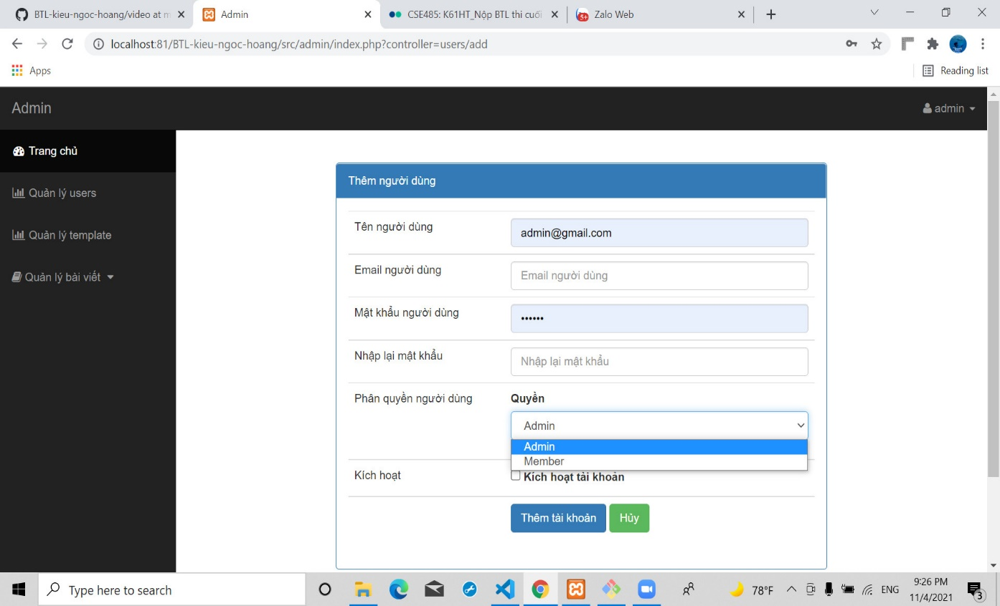 BTL-kieu-ngoc-hoang/video at m
Admin
CSE485: K61HT_Nộp BTL thi cuối
Zalo Web
localhost:81/BTL-kieu-ngoc-hoang/src/admin/index.php?controller=users/add
Apps
Reading list
Admin
admin
Trang chủ
Quản lý users
Quản lý template
Quản lý bài viết
Thêm người dùng
Tên người dùng
admin@gmail.com
Email người dùng
Email người dùng
Mật khẩu người dùng
••••••
Nhập lại mật khẩu
Nhập lại mật khẩu
Phân quyền người dùng
Quyền
Admin
Admin
Member
Kích hoạt
Kích hoạt tài khoản
Thêm tài khoản
Hủy
Type here to search
78°F
ENG
9:26 PM
11/4/2021
3
5+